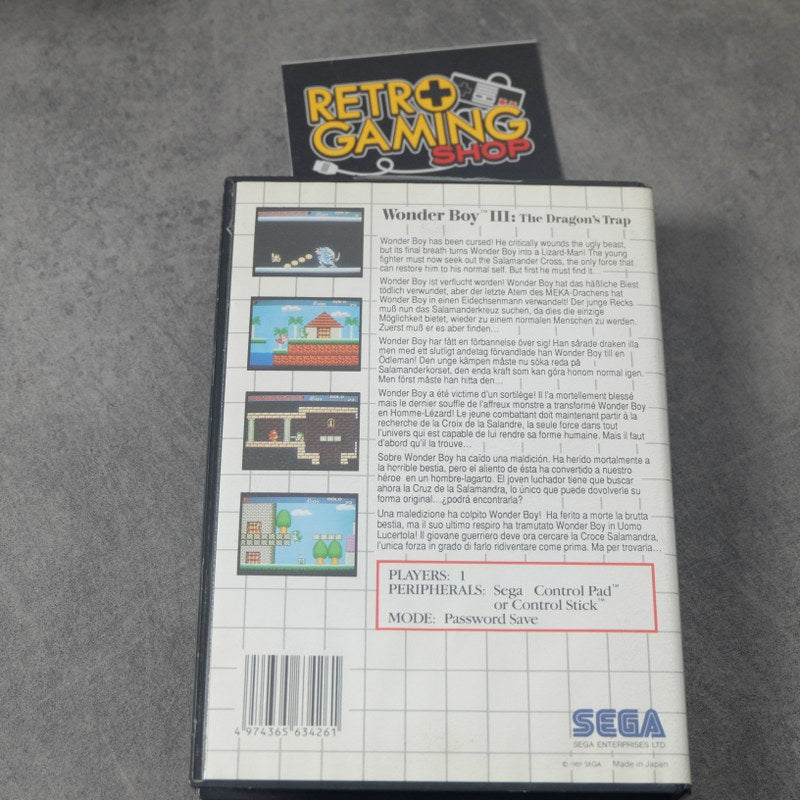 RETRO
GAMING
SHOP
Wonder Boy™ III: The Dragon's Trap
Wonder Boy has been cursed! He critically wounds the ugly beast,
but its final breath turns Wonder Boy into a Lizard-Man! The young
fighter must now seek out the Salamander Cross, the only force that
can restore him to his normal self. But first he must find it...
Wonder Boy ist verflucht worden! Wonder Boy hat das häßliche Biest
tödlich verwundet, aber der letzte Atem des MEKA-Drachens hat
Wonder Boy in einen Eidechsenmann verwandelt! Der junge Recks
muß nun das Salamanderkreuz suchen, da dies die einzige
Möglichkeit bietet, wieder zu einem normalen Menschen zu werden.
Zuerst muß er es aber finden...
Wonder Boy har fått en förbannelse över sig! Han sårade draken illa
men med ett slutligt andetag förvandlade han Wonder Boy till en
Ödleman! Den unge kämpen måste nu söka reda på
Salamanderkorset, den enda kraft som kan göra honom normal igen.
Men först måste han hitta den...
Wonder Boy a été victime d'un sortilège! Il l'a mortellement blessé
mais le dernier souffle de l'affreux monstre a transformé Wonder Boy
en Homme-Lézard! Le jeune combattant doit maintenant partir à la
recherche de la Croix de la Salandre, la seule force dans tout
l'univers qui est capable de lui rendre sa forme humaine. Mais il faut
d'abord qu'il la trouve...
Sobre Wonder Boy ha caído una maldición. Ha herido mortalmente a
la horrible bestia, pero el aliento de ésta ha convertido a nuestro
héroe en un hombre-lagarto. El joven luchador tiene que buscar
ahora la Cruz de la Salamandra, lo único que puede dovolverle su
forma original...¿podrá encontrarla?
Una maledizione ha colpito Wonder Boy! Ha ferito a morte la brutta
bestia, ma il suo ultimo respiro ha tramutato Wonder Boy in Uomo
Lucertola! Il giovane guerriero deve ora cercare la Croce Salamandra,
l'unica forza in grado di farlo ridiventare come prima. Ma per trovarla...
PLAYERS: 1
PERIPHERALS: Sega Control Pad™
or Control Stick™
MODE: Password Save
4 974365 634261
SEGA
SEGA ENTERPRISES LTD.
© 1989 SEGA Made in Japan